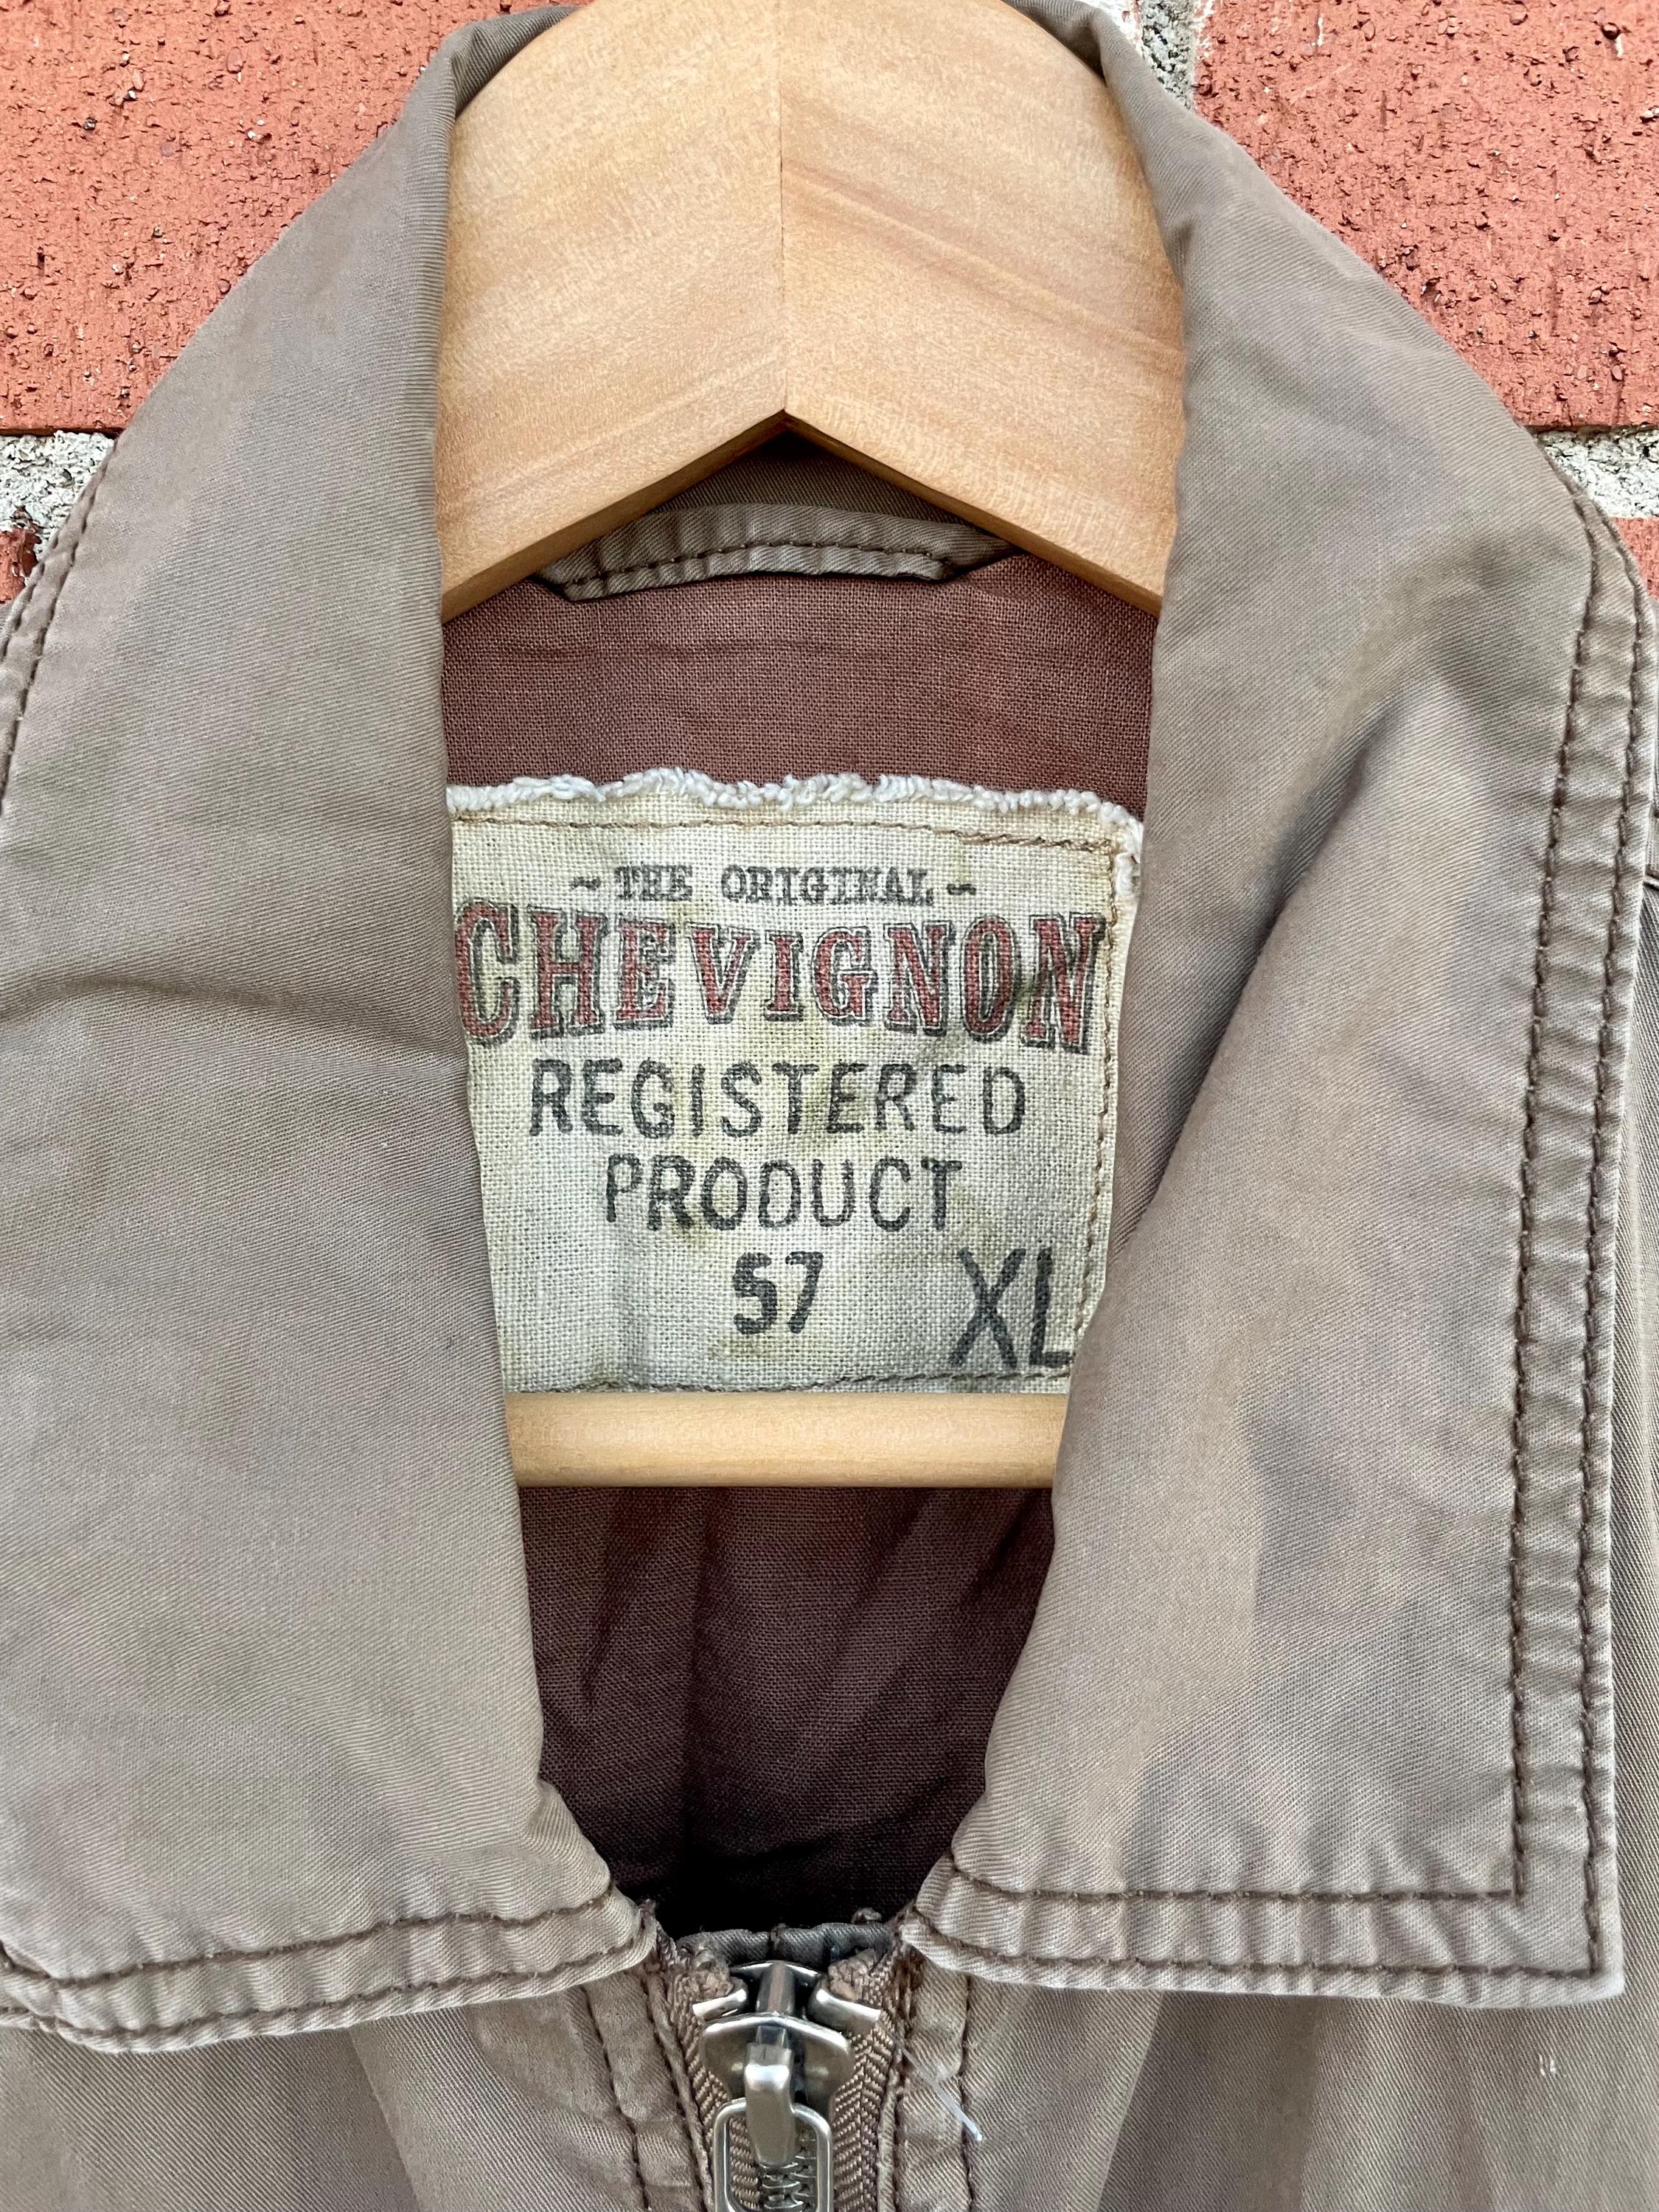 ~ THE ORIGINAL ~
CHEVIGNON
REGISTERED
PRODUCT
57 XL